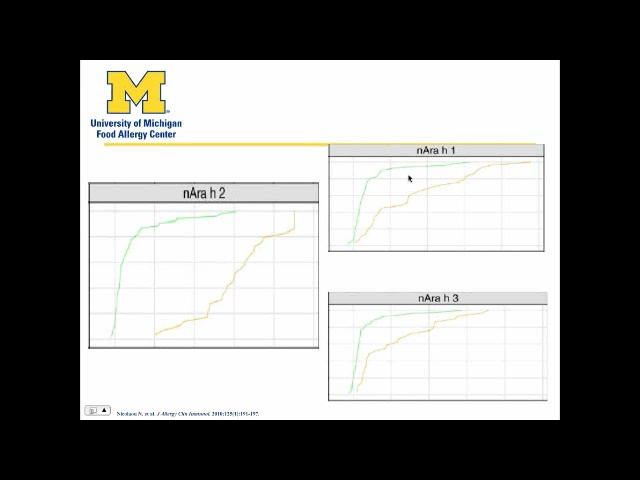 M
University of Michigan
Food Allergy Center
nAra h 1
nAra h 2
nAra h 3
Nicolaou N. et al. J Allergy Clin Immunol. 2010;125(1):191-197.